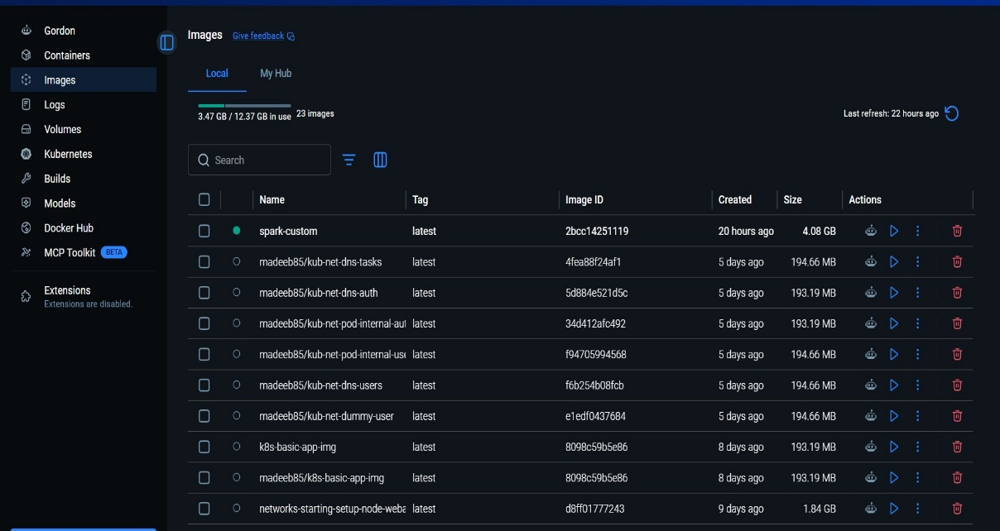 Gordon
Containers
Images
Logs
Volumes
Kubernetes
Builds
Models
Docker Hub
MCP Toolkit BETA
Extensions
Extensions are disabled.
Images Give feedback
Local My Hub
3.47 GB / 12.37 GB in use 23 images
Last refresh: 22 hours ago
Search
Name Tag Image ID Created Size Actions
spark-custom latest 2bcc14251119 20 hours ago 4.08 GB
madeeb85/kub-net-dns-tasks latest 4fea88f24af1 5 days ago 194.66 MB
madeeb85/kub-net-dns-auth latest 5d884e521d5c 5 days ago 193.19 MB
madeeb85/kub-net-pod-internal-aut latest 34d412afc492 5 days ago 193.19 MB
madeeb85/kub-net-pod-internal-use latest f94705994568 5 days ago 194.66 MB
madeeb85/kub-net-dns-users latest f6b254b08fcb 5 days ago 194.66 MB
madeeb85/kub-net-dummy-user latest e1edf0437684 5 days ago 194.66 MB
k8s-basic-app-img latest 8098c59b5e86 8 days ago 193.19 MB
madeeb85/k8s-basic-app-img latest 8098c59b5e86 8 days ago 193.19 MB
networks-starting-setup-node-weba latest d8ff01777243 9 days ago 1.84 GB